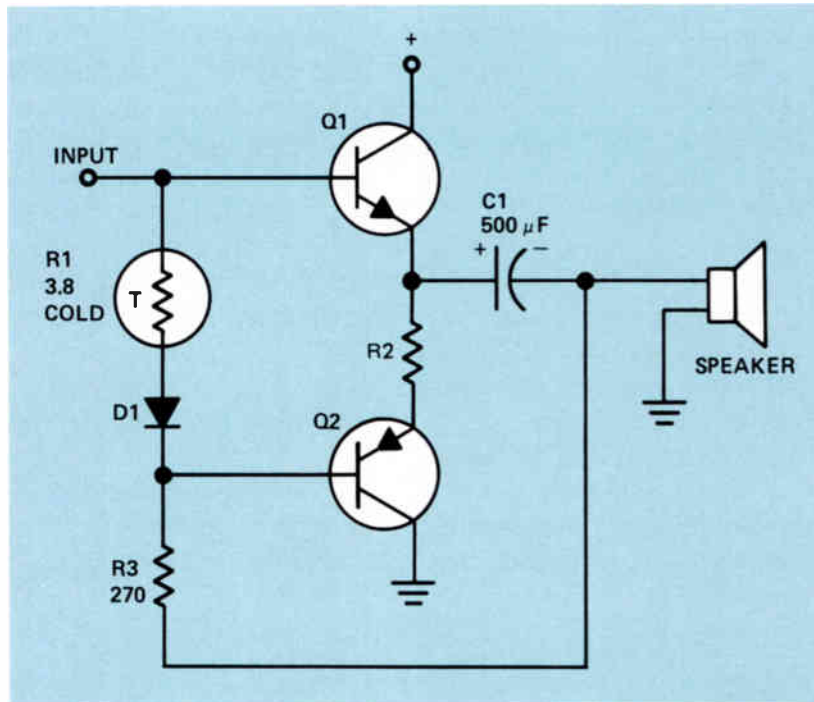 +
Q1
INPUT
C1
500 μF
+ −
R1
3.8
COLD
T
R2
SPEAKER
D1
Q2
R3
270